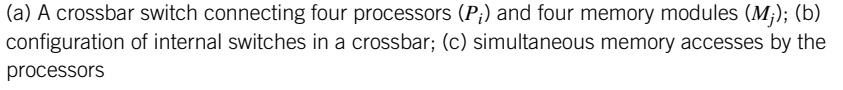 (a) A crossbar switch connecting four processors (Pᵢ) and four memory modules (Mⱼ); (b)
configuration of internal switches in a crossbar; (c) simultaneous memory accesses by the
processors